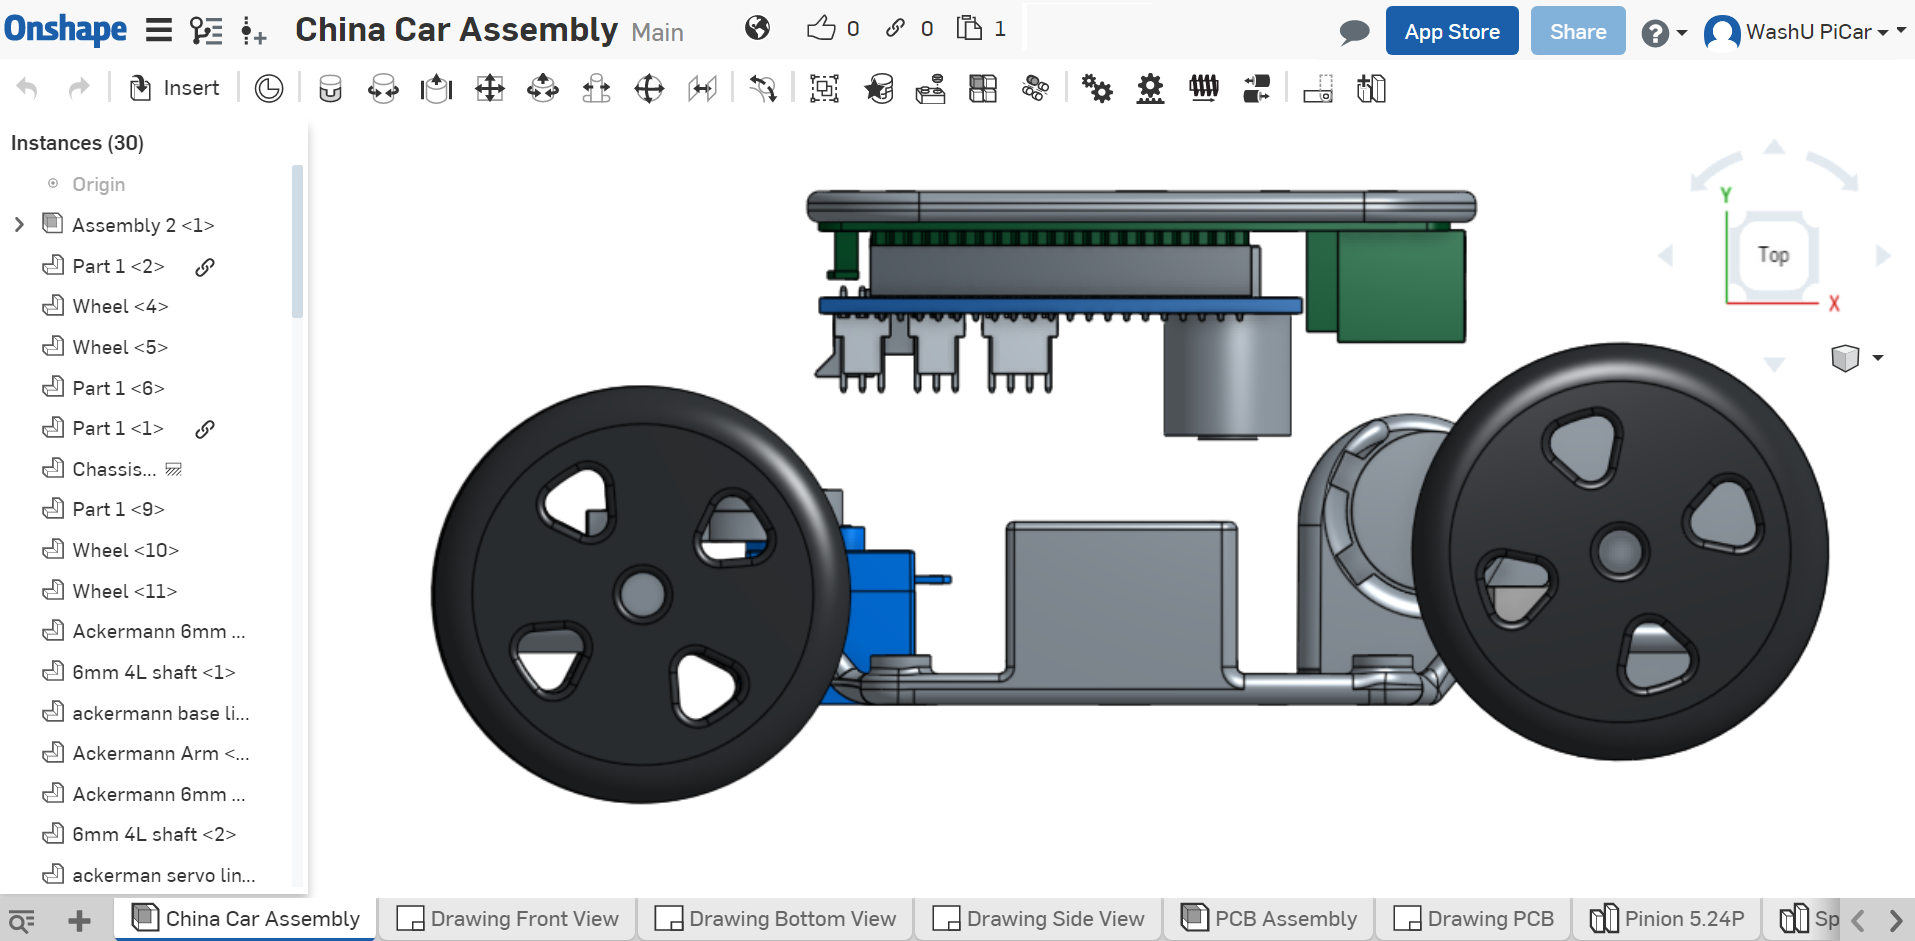 Onshape China Car Assembly Main 0 0 1 App Store Share WashU PiCar
Insert
Instances (30)
Origin
Assembly 2 <1>
Part 1 <2>
Wheel <4>
Wheel <5>
Part 1 <6>
Part 1 <1>
Chassis...
Part 1 <9>
Wheel <10>
Wheel <11>
Ackermann 6mm ...
6mm 4L shaft <1>
ackermann base li...
Ackermann Arm <...
Ackermann 6mm ...
6mm 4L shaft <2>
ackerman servo lin...
Y
Top
X
China Car Assembly Drawing Front View Drawing Bottom View Drawing Side View PCB Assembly Drawing PCB Pinion 5.24P Sp